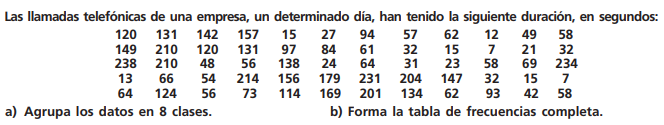 Las llamadas telefónicas de una empresa, un determinado día, han tenido la siguiente duración, en segundos:
120 131 142 157 15 27 94 57 62 12 49 58
149 210 120 131 97 84 61 32 15 7 21 32
238 210 48 56 138 24 64 31 23 58 69 234
13 66 54 214 156 179 231 204 147 32 15 7
64 124 56 73 114 169 201 134 62 93 42 58
a) Agrupa los datos en 8 clases. b) Forma la tabla de frecuencias completa.